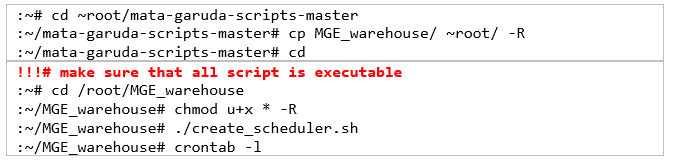 :~# cd ~root/mata-garuda-scripts-master
:~/mata-garuda-scripts-master# cp MGE_warehouse/ ~root/ -R
:~/mata-garuda-scripts-master# cd
!!!# make sure that all script is executable
:~# cd /root/MGE_warehouse
:~/MGE_warehouse# chmod u+x * -R
:~/MGE_warehouse# ./create_scheduler.sh
:~/MGE_warehouse# crontab -l